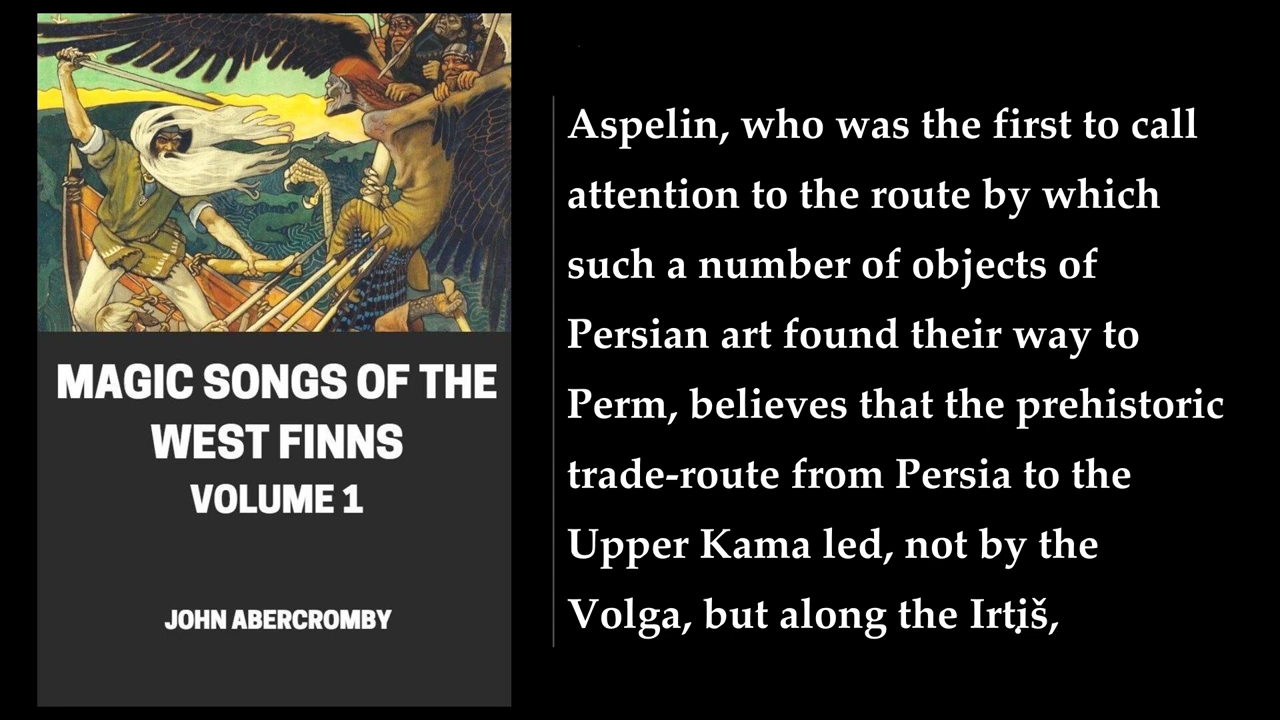 MAGIC SONGS OF THE
WEST FINNS
VOLUME 1
JOHN ABERCROMBY
Aspelin, who was the first to call
attention to the route by which
such a number of objects of
Persian art found their way to
Perm, believes that the prehistoric
trade-route from Persia to the
Upper Kama led, not by the
Volga, but along the Irtịš,